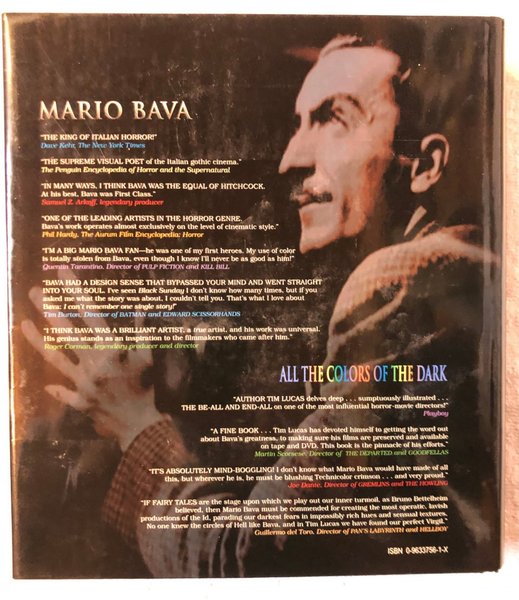 MARIO BAVA
"THE KING OF ITALIAN HORROR!"
Dave Kehr, The New York Times
"THE SUPREME VISUAL POET of the Italian gothic cinema."
The Penguin Encyclopedia of Horror and the Supernatural
"IN MANY WAYS, I THINK BAVA WAS THE EQUAL OF HITCHCOCK.
At his best, Bava was First Class."
Samuel Z. Arkoff, legendary producer
"ONE OF THE LEADING ARTISTS IN THE HORROR GENRE,
Bava's work operates almost exclusively on the level of cinematic style."
Phil Hardy, The Aurum Film Encyclopedia: Horror
"I'M A BIG MARIO BAVA FAN—he was one of my first heroes. My use of color
is totally stolen from Bava, even though I know I'll never be as good as him!"
Quentin Tarantino, Director of PULP FICTION and KILL BILL
"BAVA HAD A DESIGN SENSE THAT BYPASSED YOUR MIND AND WENT STRAIGHT
INTO YOUR SOUL. I've seen Black Sunday I don't know how many times, but if you
asked me what the story was about, I couldn't tell you. That's what I love about
Bava: I can't remember one single story!"
Tim Burton, Director of BATMAN and EDWARD SCISSORHANDS
"I THINK BAVA WAS A BRILLIANT ARTIST, a true artist, and his work was universal.
His genius stands as an inspiration to the filmmakers who came after him."
Roger Corman, legendary producer and director
ALL THE COLORS OF THE DARK
"AUTHOR TIM LUCAS delves deep . . . sumptuously illustrated . . .
THE BE-ALL AND END-ALL on one of the most influential horror-movie directors!"
Playboy
"A FINE BOOK . . . Tim Lucas has devoted himself to getting the word out
about Bava's greatness, to making sure his films are preserved and available
on tape and DVD. This book is the pinnacle of his efforts."
Martin Scorsese, Director of THE DEPARTED and GOODFELLAS
"IT'S ABSOLUTELY MIND-BOGGLING! I don't know what Mario Bava would have made of all
this, but wherever he is, he must be blushing Technicolor crimson . . . and very proud."
Joe Dante, Director of GREMLINS and THE HOWLING
"IF FAIRY TALES are the stage upon which we play out our inner turmoil, as Bruno Bettelheim
believed, then Mario Bava must be commended for creating the most operatic, lavish
productions of the Id, parading our darkest fears in impossibly rich hues and sensual textures.
No one knew the circles of Hell like Bava, and in Tim Lucas we have found our perfect Virgil."
Guillermo del Toro, Director of PAN'S LABYRINTH and HELLBOY
ISBN 0-9633756-1-X